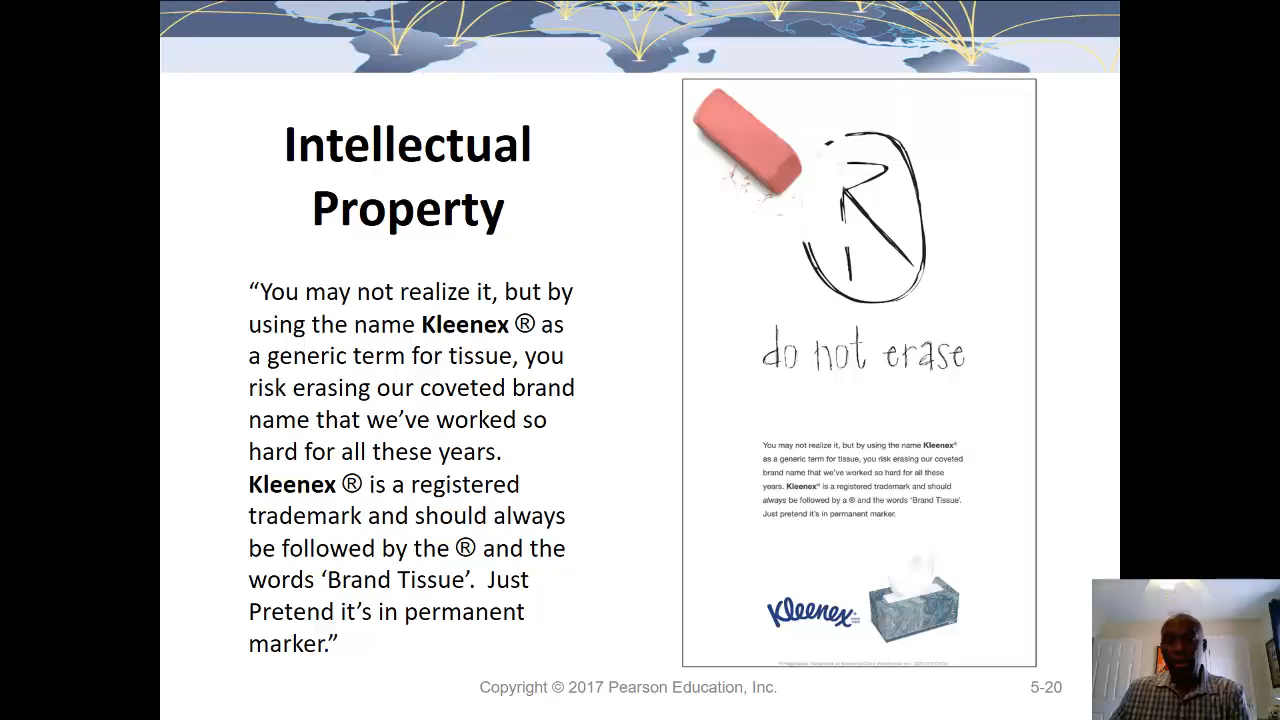 Intellectual
Property
“You may not realize it, but by
using the name Kleenex ® as
a generic term for tissue, you
risk erasing our coveted brand
name that we’ve worked so
hard for all these years.
Kleenex ® is a registered
trademark and should always
be followed by the ® and the
words ‘Brand Tissue’.  Just
Pretend it’s in permanent
marker.”
R
do not erase
You may not realize it, but by using the name Kleenex®
as a generic term for tissue, you risk erasing our coveted
brand name that we’ve worked so hard for all these
years. Kleenex® is a registered trademark and should
always be followed by a ® and the words ‘Brand Tissue’.
Just pretend it’s in permanent marker.
Kleenex®
Copyright © 2017 Pearson Education, Inc.
5-20